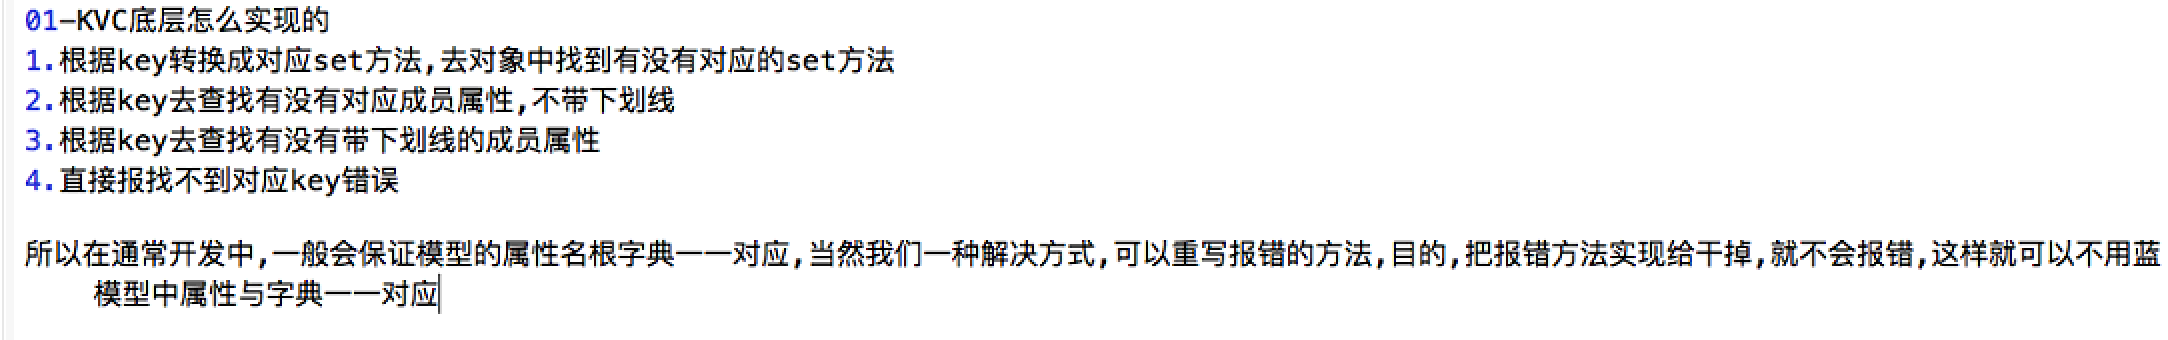 01-KVC底层怎么实现的
1.根据key转换成对应set方法,去对象中找到有没有对应的set方法
2.根据key去查找有没有对应成员属性,不带下划线
3.根据key去查找有没有带下划线的成员属性
4.直接报找不到对应key错误
所以在通常开发中,一般会保证模型的属性名根字典一一对应,当然我们一种解决方式,可以重写报错的方法,目的,把报错方法实现给干掉,就不会报错,这样就可以不用蓝
模型中属性与字典一一对应